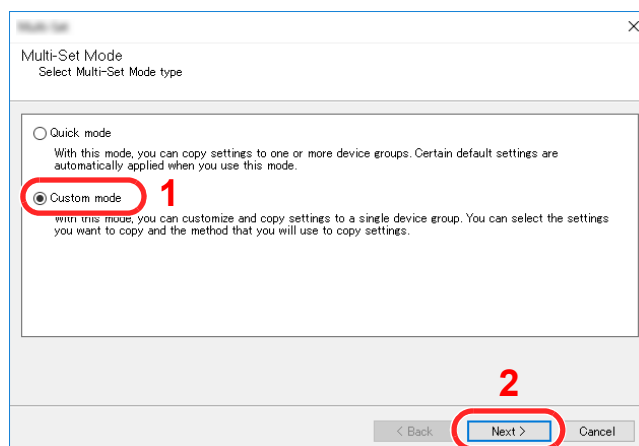 Multi-Set Mode
Select Multi-Set Mode type
Quick mode
With this mode, you can copy settings to one or more device groups. Certain default settings are
automatically applied when you use this mode.
Custom mode
1
With this mode, you can customize and copy settings to a single device group. You can select the settings
you want to copy and the method that you will use to copy settings.
2
< Back
Next >
Cancel